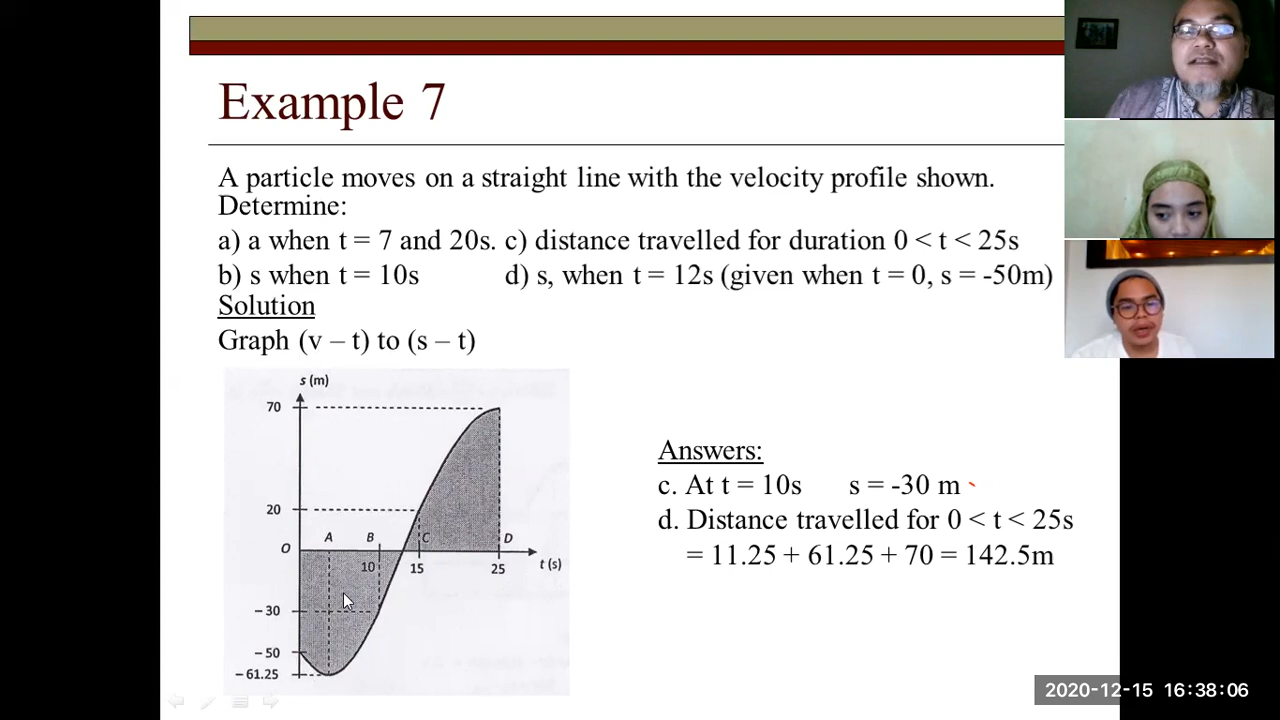 Example 7
A particle moves on a straight line with the velocity profile shown.
Determine:
a) a when t = 7 and 20s. c) distance travelled for duration 0 < t < 25s
b) s when t = 10s d) s, when t = 12s (given when t = 0, s = -50m)
Solution
Graph (v – t) to (s – t)
s (m)
70
20
A B C D
O
10 15 25 t (s)
– 30
– 50
– 61.25
Answers:
c. At t = 10s s = -30 m
d. Distance travelled for 0 < t < 25s
= 11.25 + 61.25 + 70 = 142.5m
2020-12-15 16:38:06